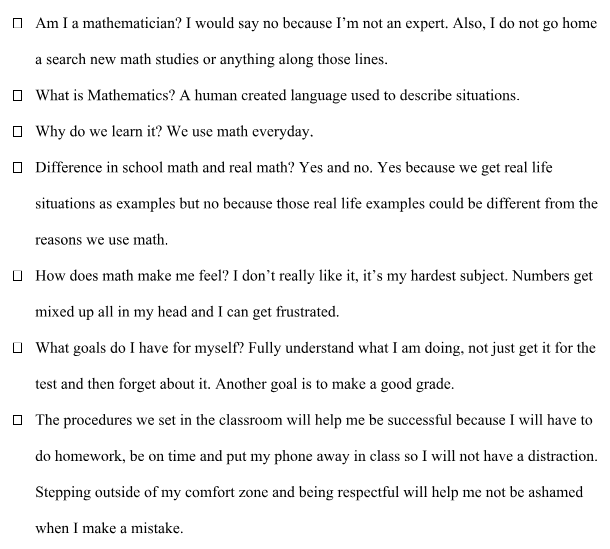 □ Am I a mathematician? I would say no because I’m not an expert. Also, I do not go home
a search new math studies or anything along those lines.
□ What is Mathematics? A human created language used to describe situations.
□ Why do we learn it? We use math everyday.
□ Difference in school math and real math? Yes and no. Yes because we get real life
situations as examples but no because those real life examples could be different from the
reasons we use math.
□ How does math make me feel? I don’t really like it, it’s my hardest subject. Numbers get
mixed up all in my head and I can get frustrated.
□ What goals do I have for myself? Fully understand what I am doing, not just get it for the
test and then forget about it. Another goal is to make a good grade.
□ The procedures we set in the classroom will help me be successful because I will have to
do homework, be on time and put my phone away in class so I will not have a distraction.
Stepping outside of my comfort zone and being respectful will help me not be ashamed
when I make a mistake.